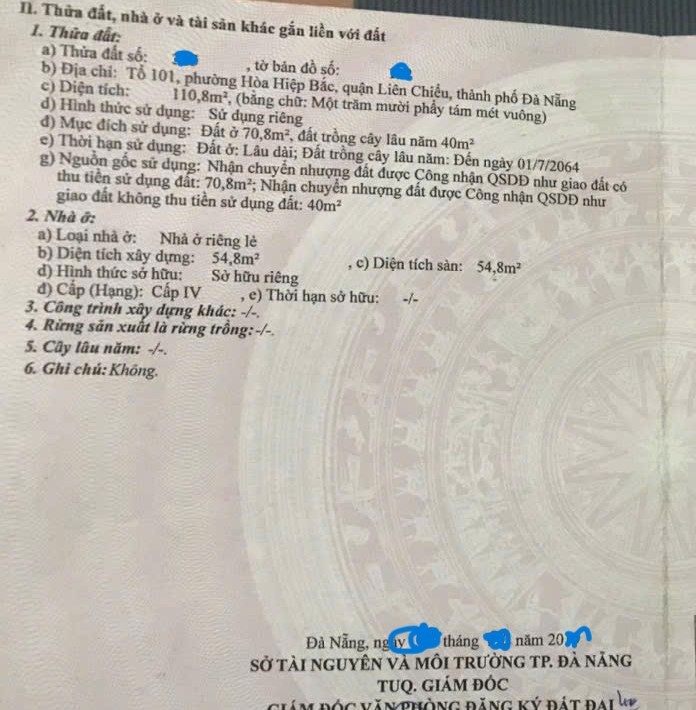 II. Thửa đất, nhà ở và tài sản khác gắn liền với đất
1. Thửa đất:
a) Thửa đất số: , tờ bản đồ số:
b) Địa chỉ: Tổ 101, phường Hòa Hiệp Bắc, quận Liên Chiểu, thành phố Đà Nẵng
c) Diện tích: 110,8m², (bằng chữ: Một trăm mười phẩy tám mét vuông)
d) Hình thức sử dụng: Sử dụng riêng
đ) Mục đích sử dụng: Đất ở 70,8m², đất trồng cây lâu năm 40m²
e) Thời hạn sử dụng: Đất ở: Lâu dài; Đất trồng cây lâu năm: Đến ngày 01/7/2064
g) Nguồn gốc sử dụng: Nhận chuyển nhượng đất được Công nhận QSDĐ như giao đất có
thu tiền sử dụng đất: 70,8m²; Nhận chuyển nhượng đất được Công nhận QSDĐ như
giao đất không thu tiền sử dụng đất: 40m²
2. Nhà ở:
a) Loại nhà ở: Nhà ở riêng lẻ
b) Diện tích xây dựng: 54,8m² , c) Diện tích sàn: 54,8m²
d) Hình thức sở hữu: Sở hữu riêng
đ) Cấp (Hạng): Cấp IV , e) Thời hạn sở hữu: -/-
3. Công trình xây dựng khác: -/-.
4. Rừng sản xuất là rừng trồng: -/-.
5. Cây lâu năm: -/-.
6. Ghi chú: Không.
Đà Nẵng, ngày tháng năm 20
SỞ TÀI NGUYÊN VÀ MÔI TRƯỜNG TP. ĐÀ NẴNG
TUQ. GIÁM ĐỐC
GIÁM ĐỐC VĂN PHÒNG ĐĂNG KÝ ĐẤT ĐAI